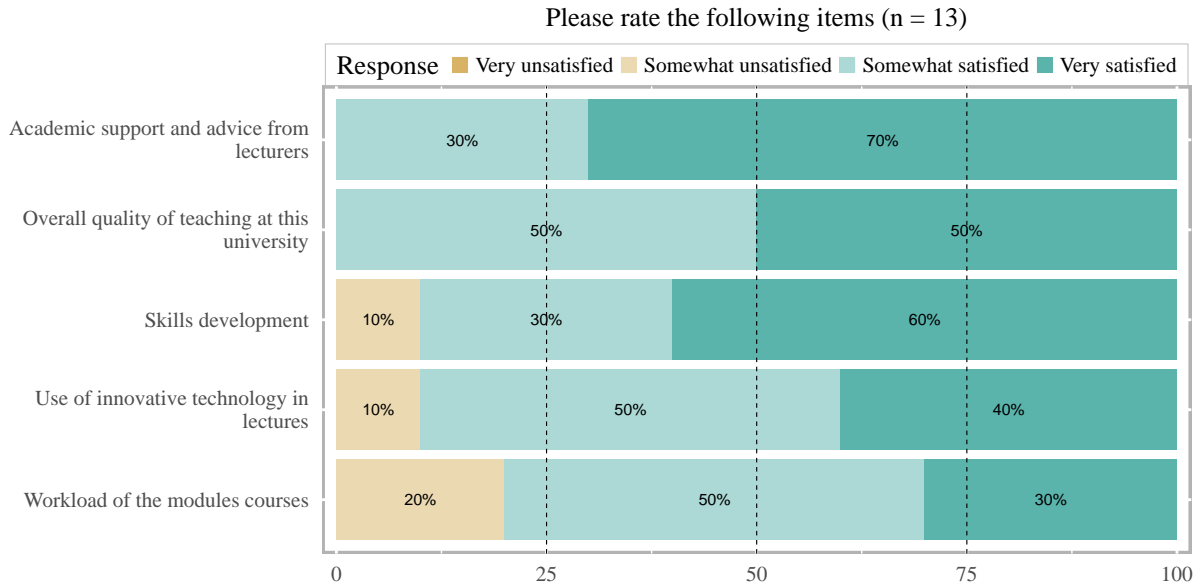 Please rate the following items (n = 13)
Response Very unsatisfied Somewhat unsatisfied Somewhat satisfied Very satisfied
Academic support and advice from
lecturers
30% 70%
Overall quality of teaching at this
university
50% 50%
Skills development
10% 30% 60%
Use of innovative technology in
lectures
10% 50% 40%
Workload of the modules courses
20% 50% 30%
0 25 50 75 100